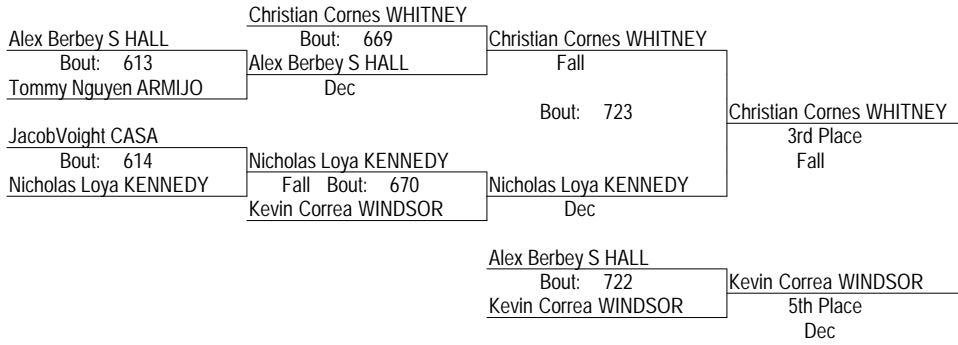 Christian Cornes WHITNEY
Alex Berbey S HALL
Bout: 669
Christian Cornes WHITNEY
Bout: 613
Alex Berbey S HALL
Fall
Tommy Nguyen ARMIJO
Dec
Bout: 723
Christian Cornes WHITNEY
JacobVoight CASA
3rd Place
Bout: 614
Nicholas Loya KENNEDY
Fall
Nicholas Loya KENNEDY
Fall Bout: 670
Nicholas Loya KENNEDY
Kevin Correa WINDSOR
Dec
Alex Berbey S HALL
Bout: 722
Kevin Correa WINDSOR
Kevin Correa WINDSOR
5th Place
Dec